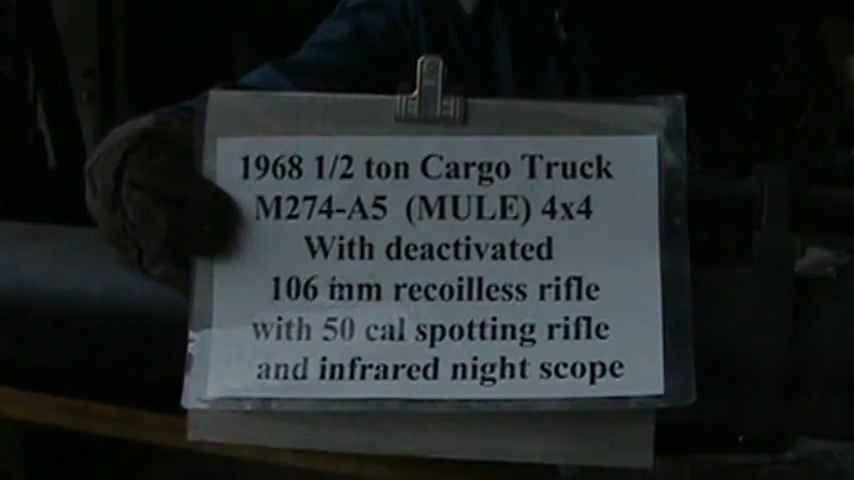 1968 1/2 ton Cargo Truck
M274-A5 (MULE) 4x4
With deactivated
106 mm recoilless rifle
with 50 cal spotting rifle
and infrared night scope